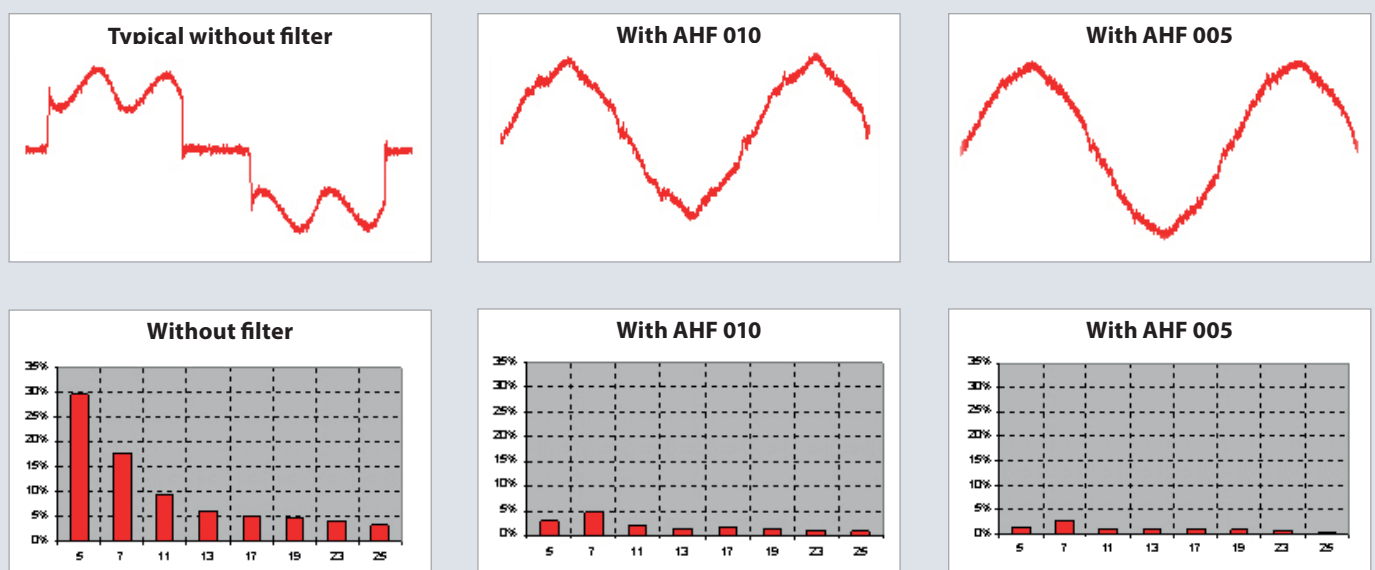 Typical without filter
With AHF 010
With AHF 005
Without filter
35%
30%
25%
20%
15%
10%
5%
0%
5 7 11 13 17 19 23 25
With AHF 010
35%
30%
25%
20%
15%
10%
5%
0%
5 7 11 13 17 19 23 25
With AHF 005
35%
30%
25%
20%
15%
10%
5%
0%
5 7 11 13 17 19 23 25